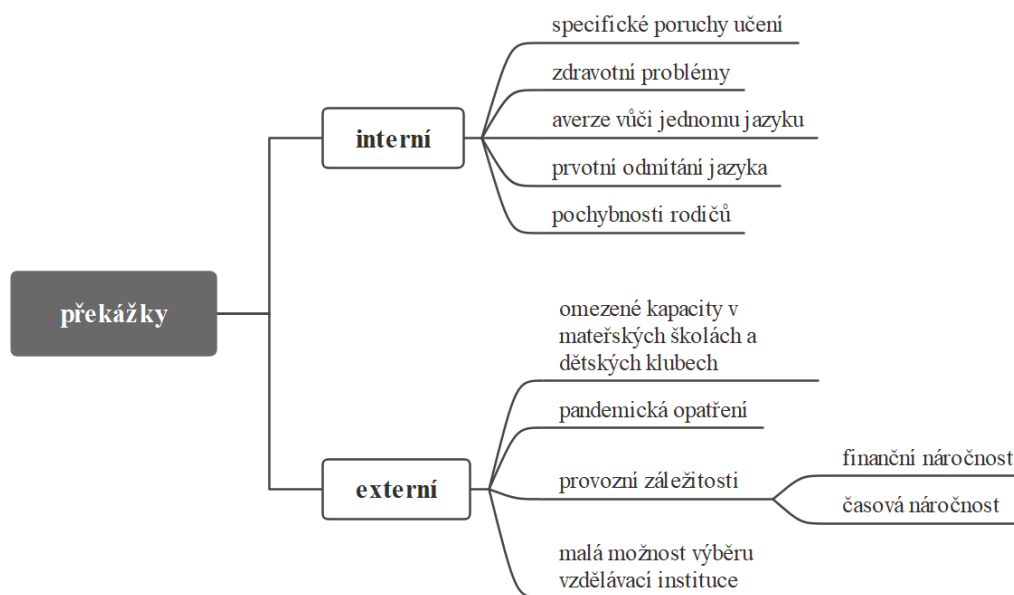 překážky
interní
specifické poruchy učení
zdravotní problémy
averze vůči jednomu jazyku
prvotní odmítání jazyka
pochybnosti rodičů
externí
omezené kapacity v
mateřských školách a
dětských klubech
pandemická opatření
provozní záležitosti
finanční náročnost
časová náročnost
malá možnost výběru
vzdělávací instituce